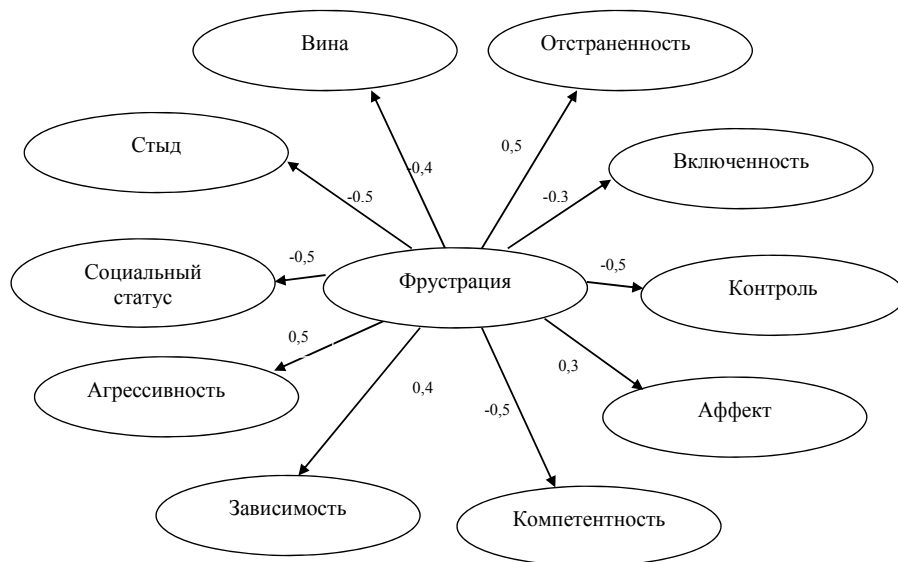 Вина
Отстраненность
Стыд
-0,4
0,5
Включенность
-0.5
-0.3
Социальный
статус
-0,5
Фрустрация
-0,5
Контроль
0,5
Агрессивность
0,4
-0,5
0,3
Аффект
Зависимость
Компетентность